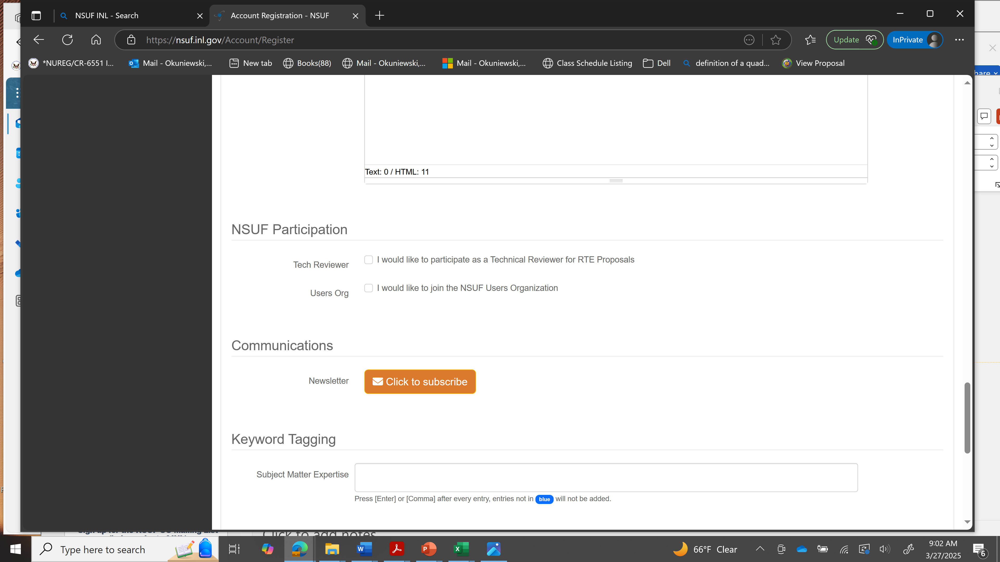 NSUF INL - Search
Account Registration - NSUF
https://nsuf.inl.gov/Account/Register
Update
InPrivate
*NUREG/CR-6551 I...
Mail - Okuniewski,...
New tab
Books(88)
Mail - Okuniewski,...
Mail - Okuniewski,...
Class Schedule Listing
Dell
definition of a quad...
View Proposal
Text: 0 / HTML: 11
NSUF Participation
Tech Reviewer
I would like to participate as a Technical Reviewer for RTE Proposals
Users Org
I would like to join the NSUF Users Organization
Communications
Newsletter
Click to subscribe
Keyword Tagging
Subject Matter Expertise
Press [Enter] or [Comma] after every entry, entries not in blue will not be added.
Click to add notes
Type here to search
66°F Clear
9:02 AM
3/27/2025
6